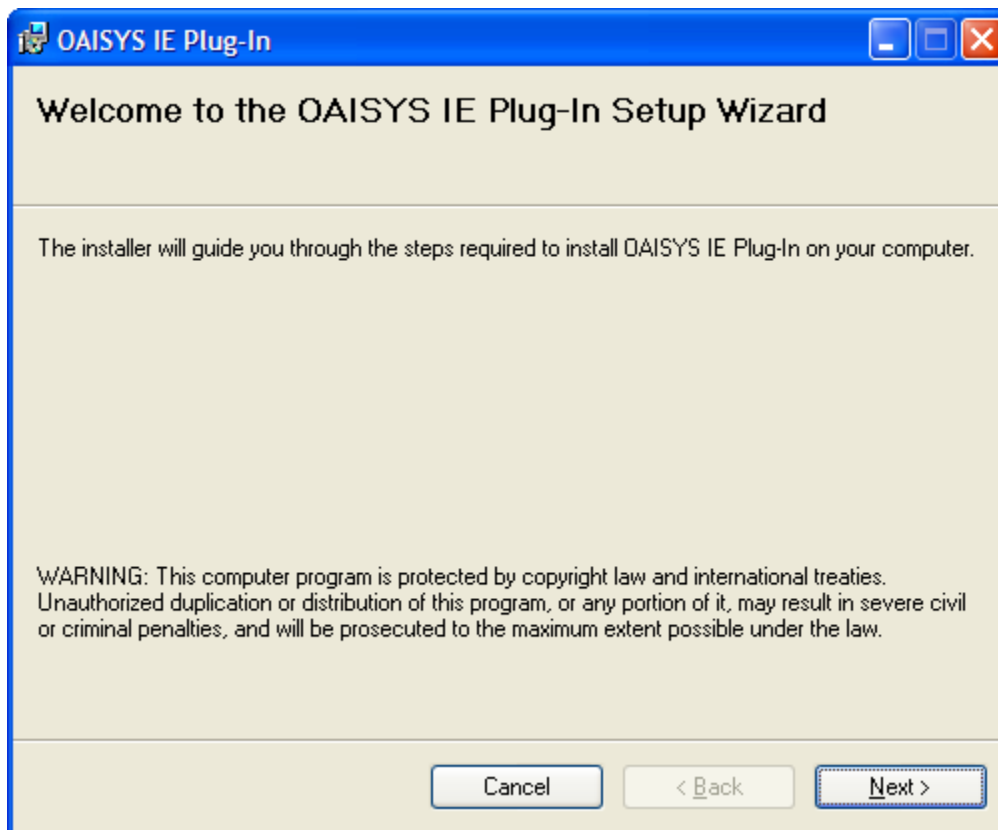 OAISYS IE Plug-In
Welcome to the OAISYS IE Plug-In Setup Wizard
The installer will guide you through the steps required to install OAISYS IE Plug-In on your computer.
WARNING: This computer program is protected by copyright law and international treaties.
Unauthorized duplication or distribution of this program, or any portion of it, may result in severe civil
or criminal penalties, and will be prosecuted to the maximum extent possible under the law.
Cancel < Back Next >